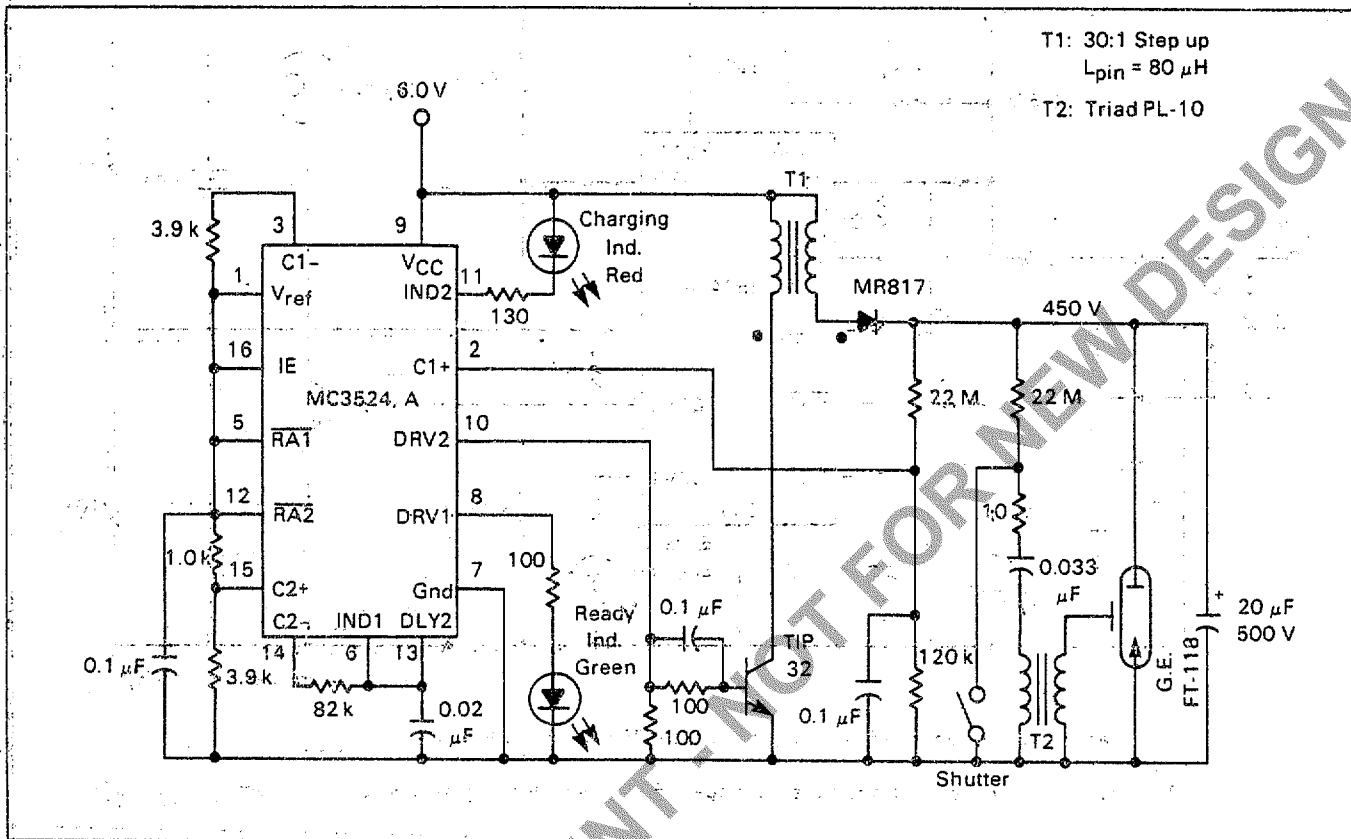 T1: 30:1 Step up
Lpin = 80 μH
T2: Triad PL-10
6.0 V
T1
3.9 k
3
9
Charging
Ind.
Red
C1-
VCC
11
1
Vref
IND2
130
MR817
450 V
16
IE
2
C1+
MC3524, A
22 M
22 M
5
RA1
10
DRV2
12
RA2
8
DRV1
1.0
1.0 k
100
0.033
μF
15
C2+
7
Gnd
C2-
IND1
DLY2
Ready
Ind.
Green
0.1 μF
14
6
13
TIP
32
20 μF
500 V
0.1 μF
3.9 k
82 k
0.02
μF
100
100
0.1 μF
120 k
T2
G.E.
FT-118
Shutter
NT - NOT FOR NEW DESIGN